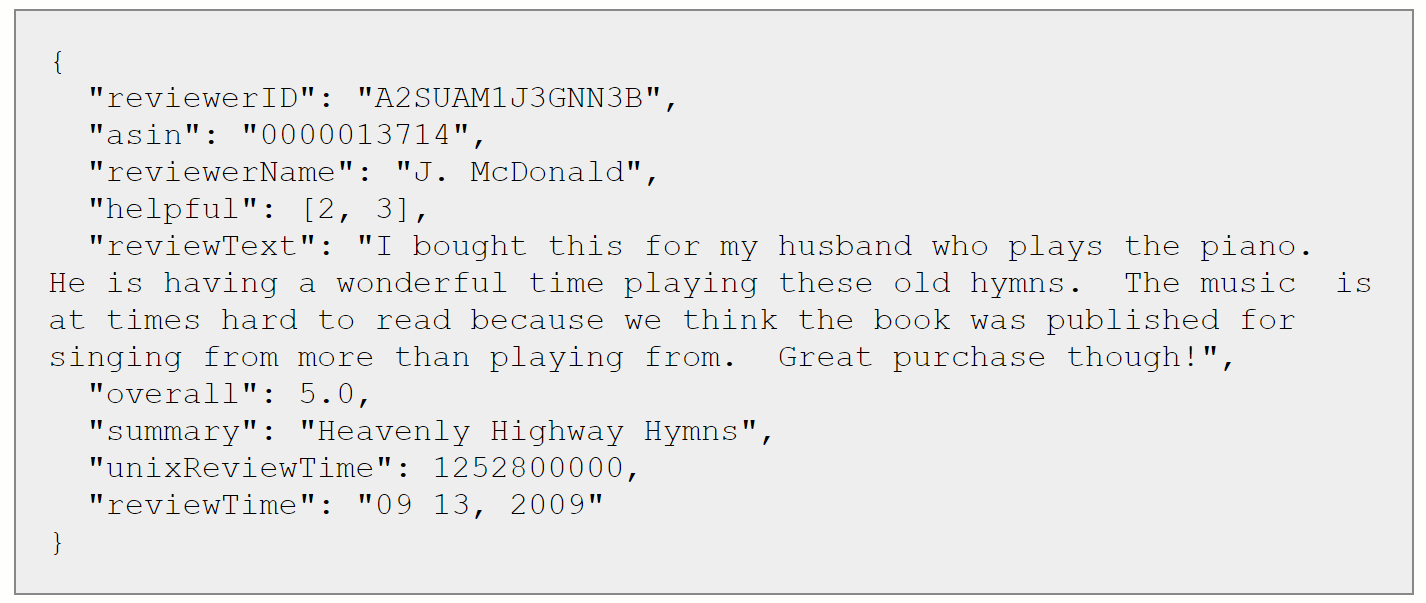 {
  "reviewerID": "A2SUAM1J3GNN3B",
  "asin": "0000013714",
  "reviewerName": "J. McDonald",
  "helpful": [2, 3],
  "reviewText": "I bought this for my husband who plays the piano.
He is having a wonderful time playing these old hymns.  The music  is
at times hard to read because we think the book was published for
singing from more than playing from.  Great purchase though!",
  "overall": 5.0,
  "summary": "Heavenly Highway Hymns",
  "unixReviewTime": 1252800000,
  "reviewTime": "09 13, 2009"
}